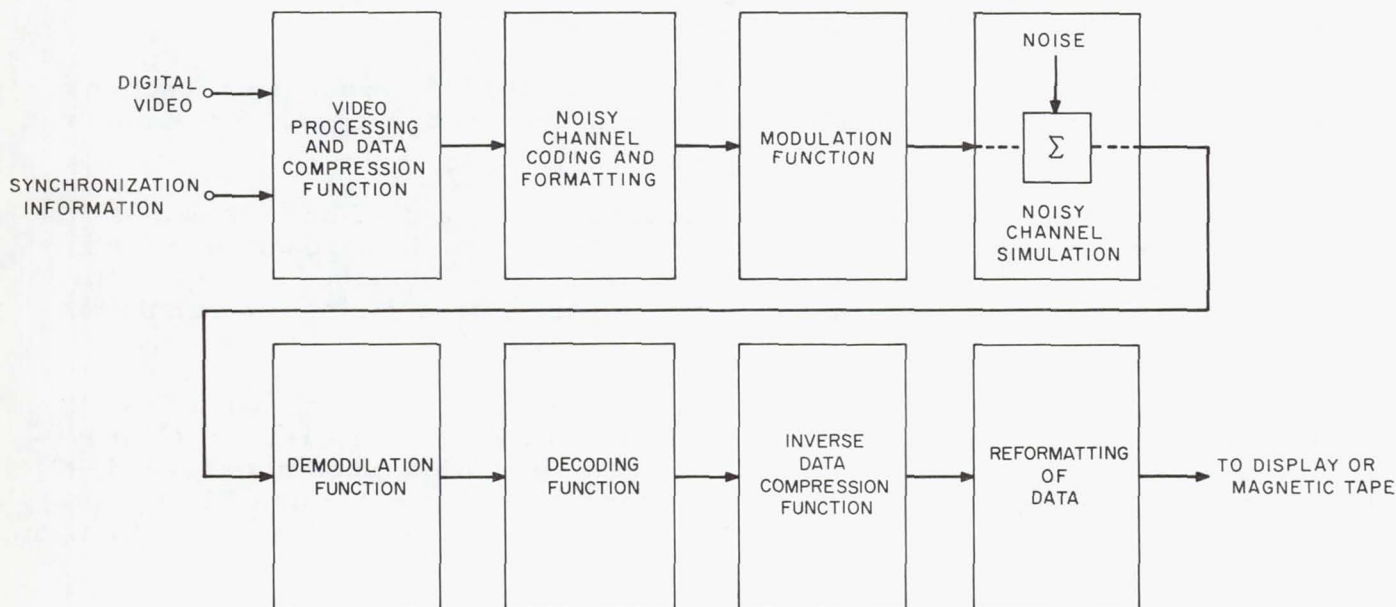 DIGITAL
VIDEO
SYNCHRONIZATION
INFORMATION
VIDEO
PROCESSING
AND DATA
COMPRESSION
FUNCTION
NOISY
CHANNEL
CODING AND
FORMATTING
MODULATION
FUNCTION
NOISE
Σ
NOISY
CHANNEL
SIMULATION
DEMODULATION
FUNCTION
DECODING
FUNCTION
INVERSE
DATA
COMPRESSION
FUNCTION
REFORMATTING
OF
DATA
TO DISPLAY OR
MAGNETIC TAPE